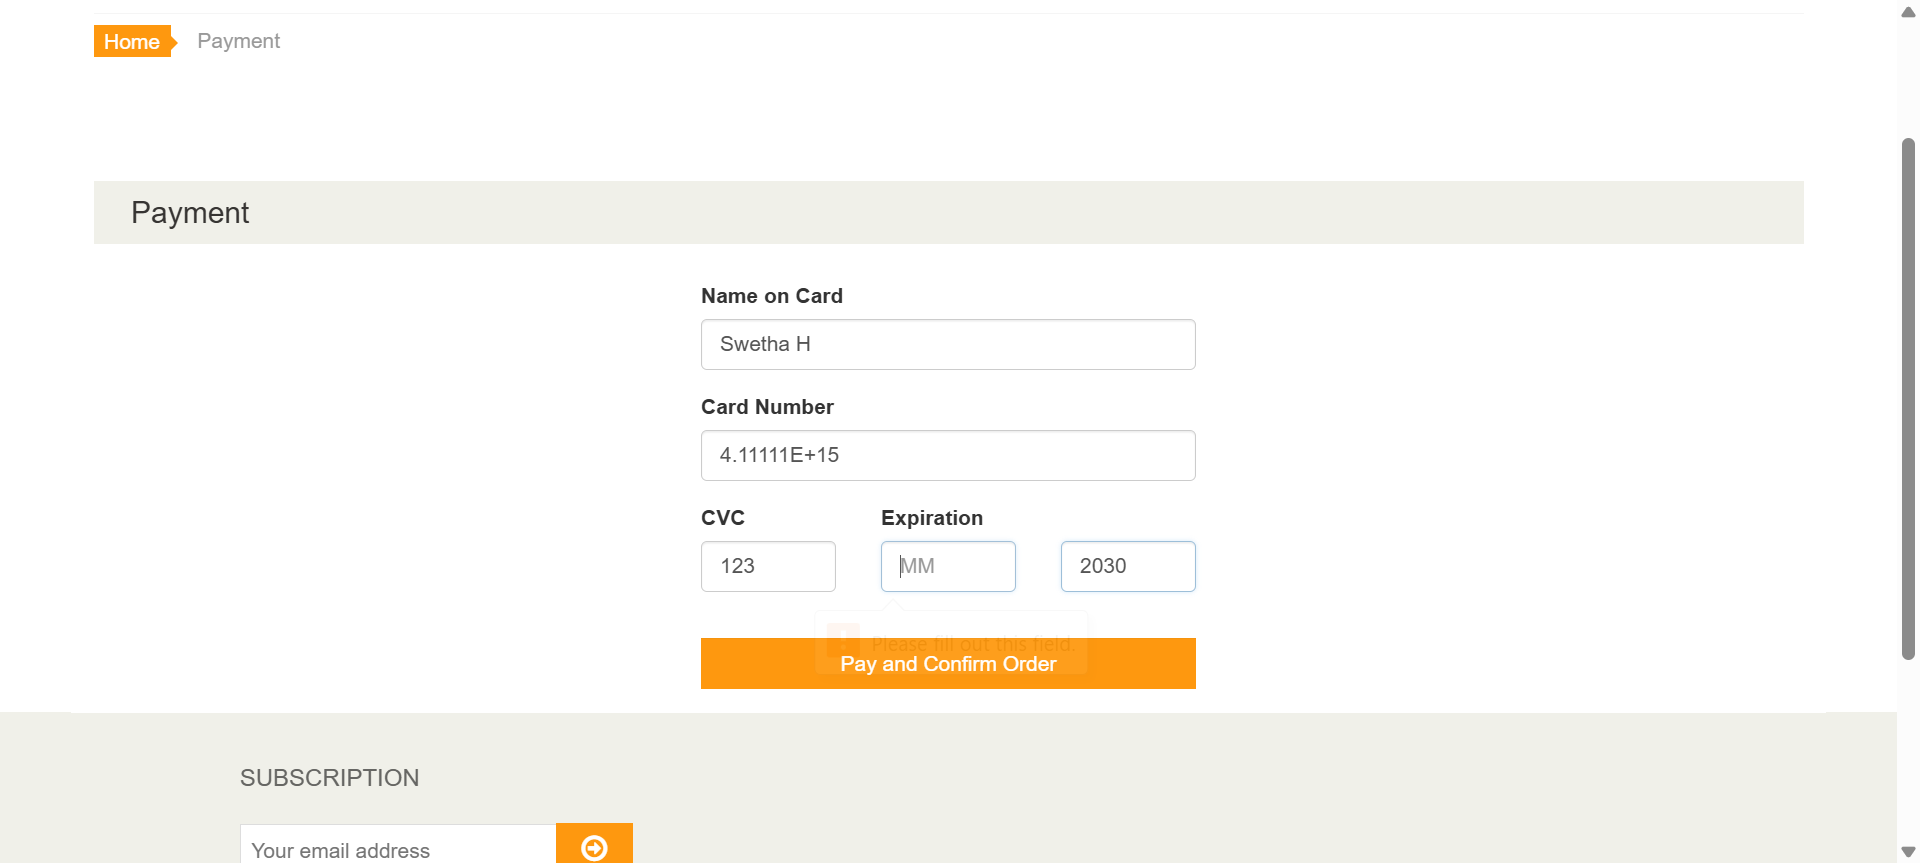 Home Payment
Payment
Name on Card
Swetha H
Card Number
4.11111E+15
CVC Expiration
123 MM 2030
Please fill out this field.
Pay and Confirm Order
SUBSCRIPTION
Your email address